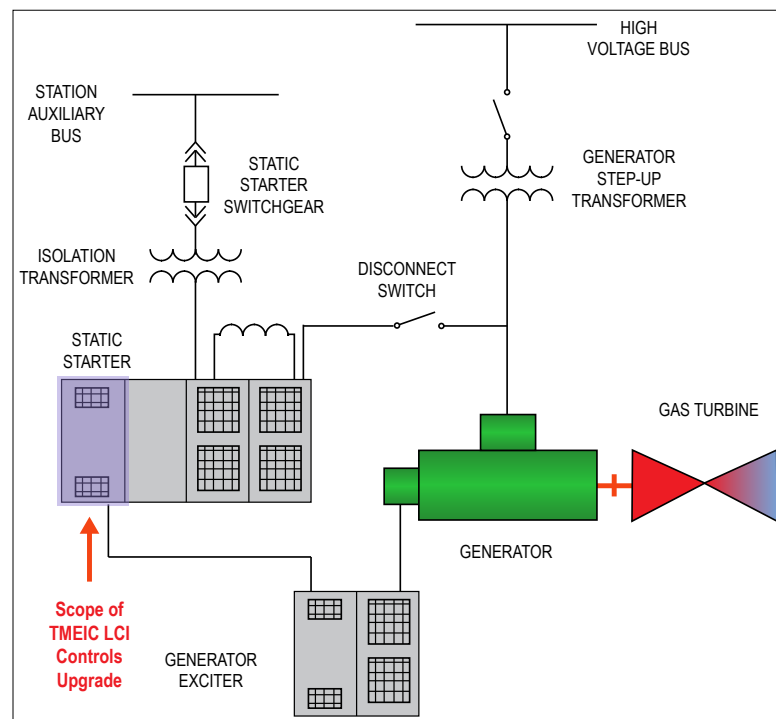 HIGH
VOLTAGE BUS
STATION
AUXILIARY
BUS
STATIC
STARTER
SWITCHGEAR
GENERATOR
STEP-UP
TRANSFORMER
ISOLATION
TRANSFORMER
DISCONNECT
SWITCH
STATIC
STARTER
GAS TURBINE
GENERATOR
Scope of
TMEIC LCI
Controls
Upgrade
GENERATOR
EXCITER